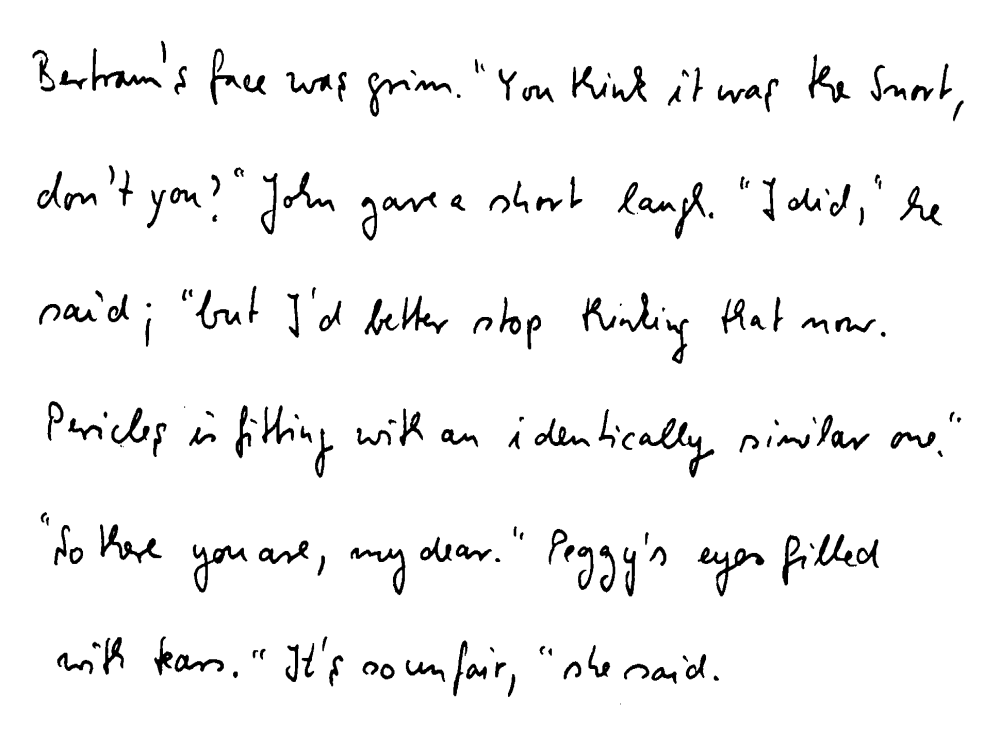 Bertram's face was grim. "You think it was the Snort,
don't you?" John gave a short laugh. "I did," he
said; "but I'd better stop thinking that now.
Pericles is fitting with an identically similar one."
"So there you are, my dear." Peggy's eyes filled
with tears. "It's so unfair," she said.